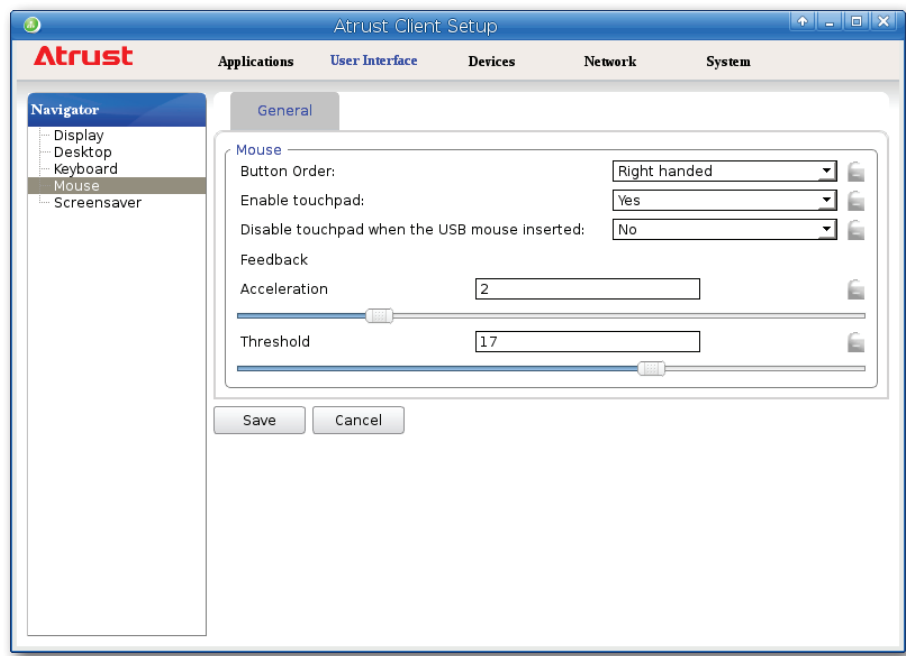 Atrust Client Setup
Atrust
Applications User Interface Devices Network System
Navigator
Display
Desktop
Keyboard
Mouse
Screensaver
General
Mouse
Button Order: Right handed
Enable touchpad: Yes
Disable touchpad when the USB mouse inserted: No
Feedback
Acceleration 2
Threshold 17
Save Cancel